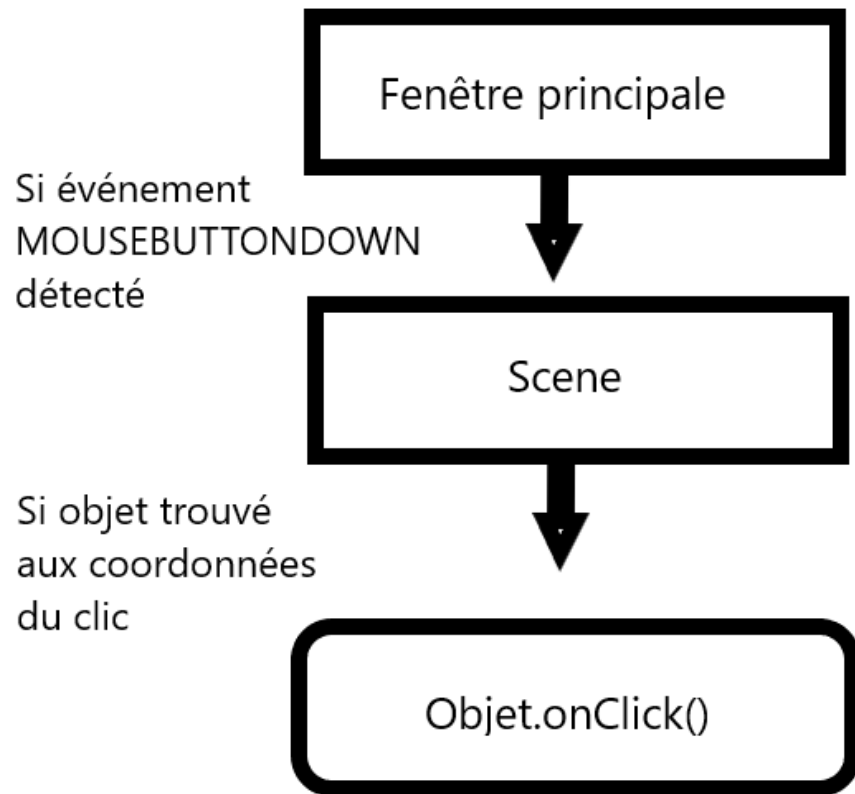 Fenêtre principale
Si événement
MOUSEBUTTONDOWN
détecté
Scene
Si objet trouvé
aux coordonnées
du clic
Objet.onClick()